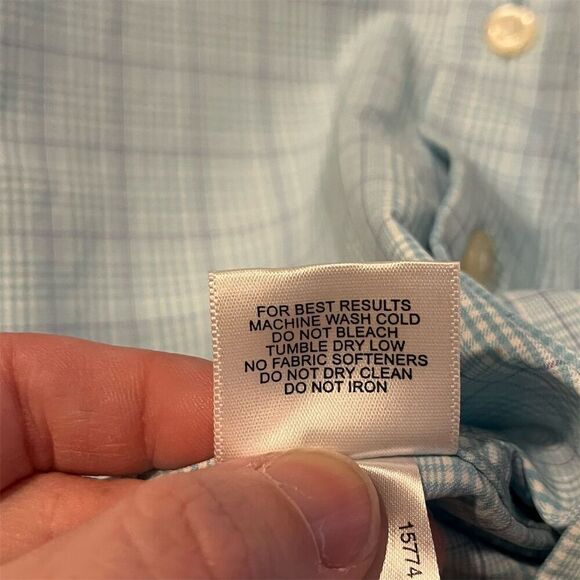 FOR BEST RESULTS
MACHINE WASH COLD
DO NOT BLEACH
TUMBLE DRY LOW
NO FABRIC SOFTENERS
DO NOT DRY CLEAN
DO NOT IRON
15774